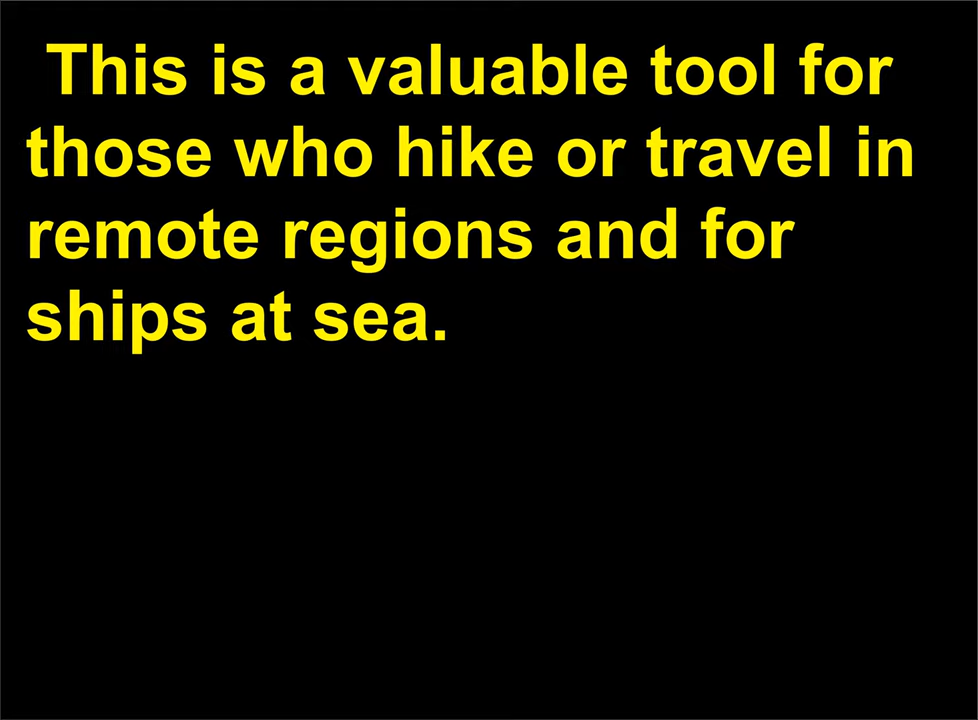 This is a valuable tool for
those who hike or travel in
remote regions and for
ships at sea.